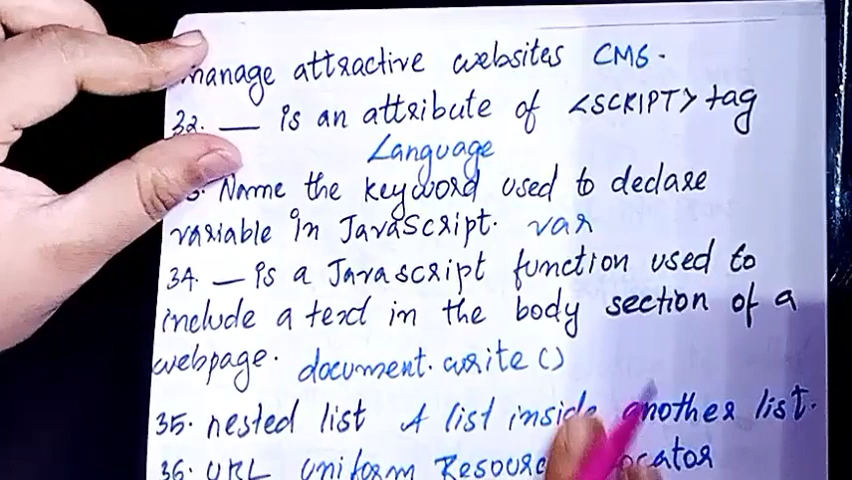 manage attractive websites CMS.
32. __ is an attribute of <SCRIPT> tag
Language
Name the keyword used to declare
variable in JavaScript. var
34. __ is a Javascript function used to
include a text in the body section of a
webpage. document.write()
35. nested list A list inside another list.
36. URL Uniform